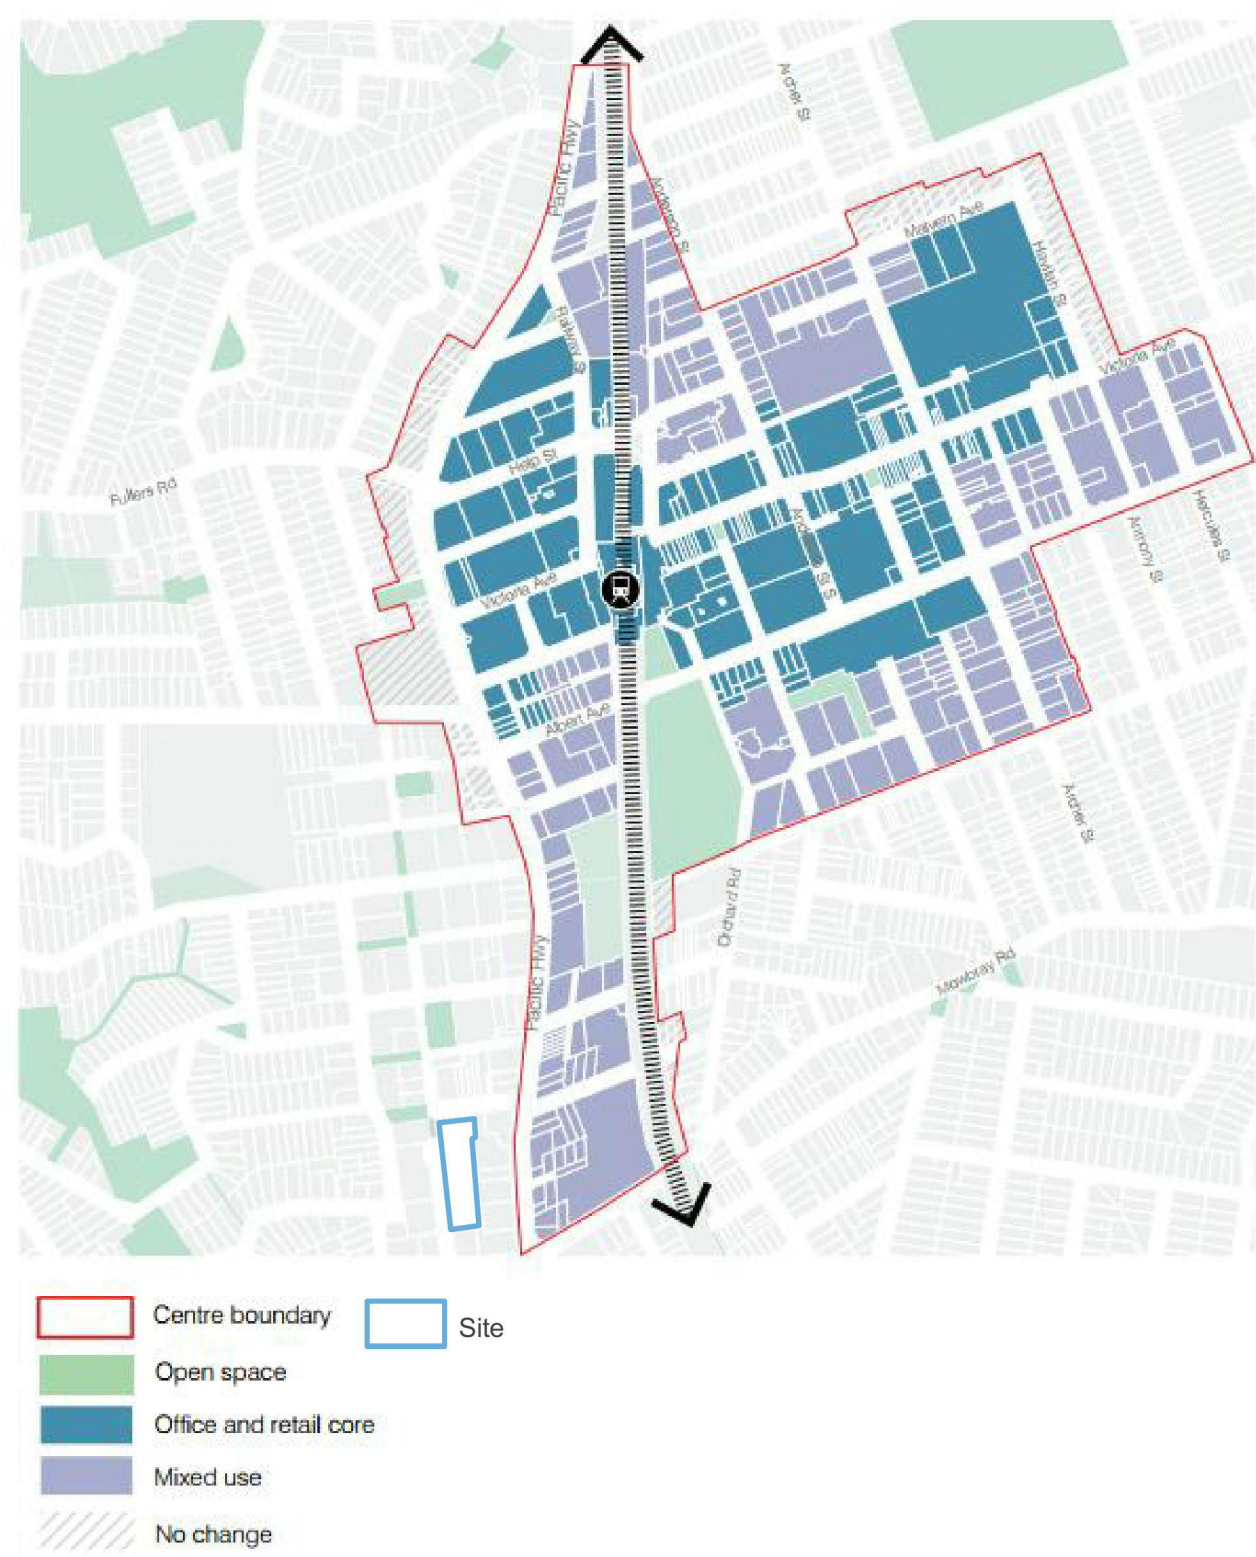 Archer St
Pacific Hwy
Anderson St
Malvern Ave
Havilah St
Railway St
Victoria Ave
Help St
Fullers Rd
Hercules St
Anthony St
Anderson St
Victoria Ave
Albert Ave
Archer St
Orchard Rd
Pacific Hwy
Mowbray Rd
Centre boundary
Site
Open space
Office and retail core
Mixed use
No change